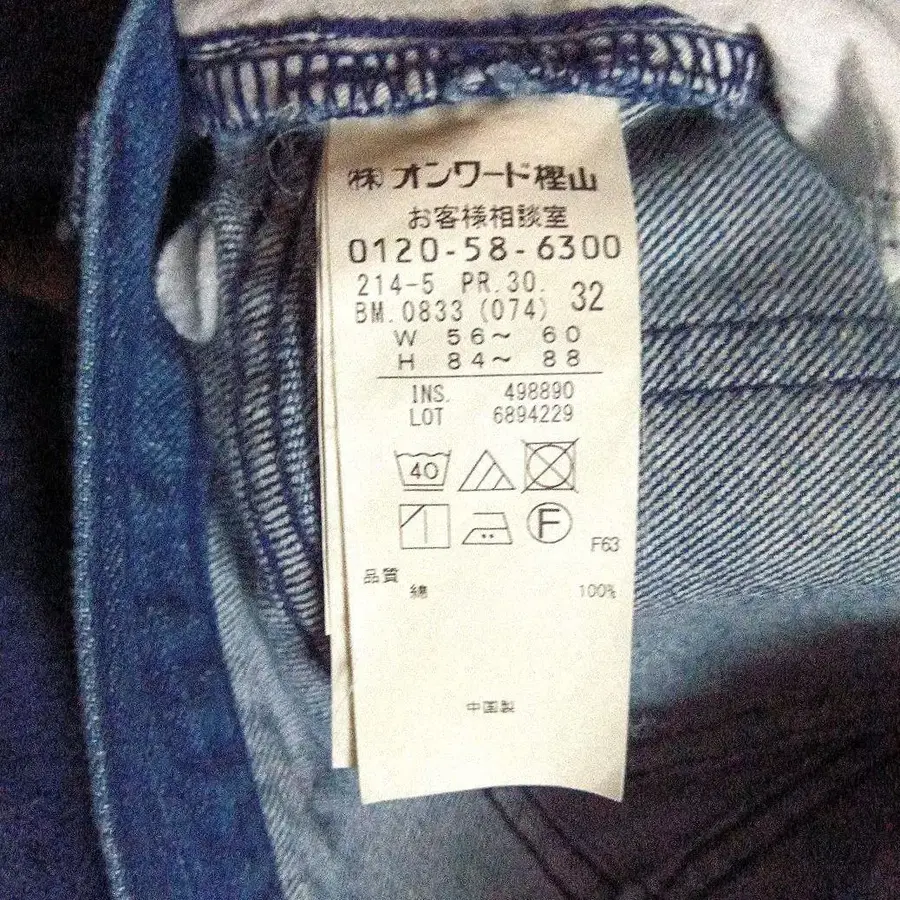 ㈱オンワード樫山
お客様相談室
0120-58-6300
214-5 PR.30.
BM.0833 (074) 32
W 56～ 60
H 84～ 88
INS. 498890
LOT 6894229
40
F
F63
品質
綿 100%
中国製